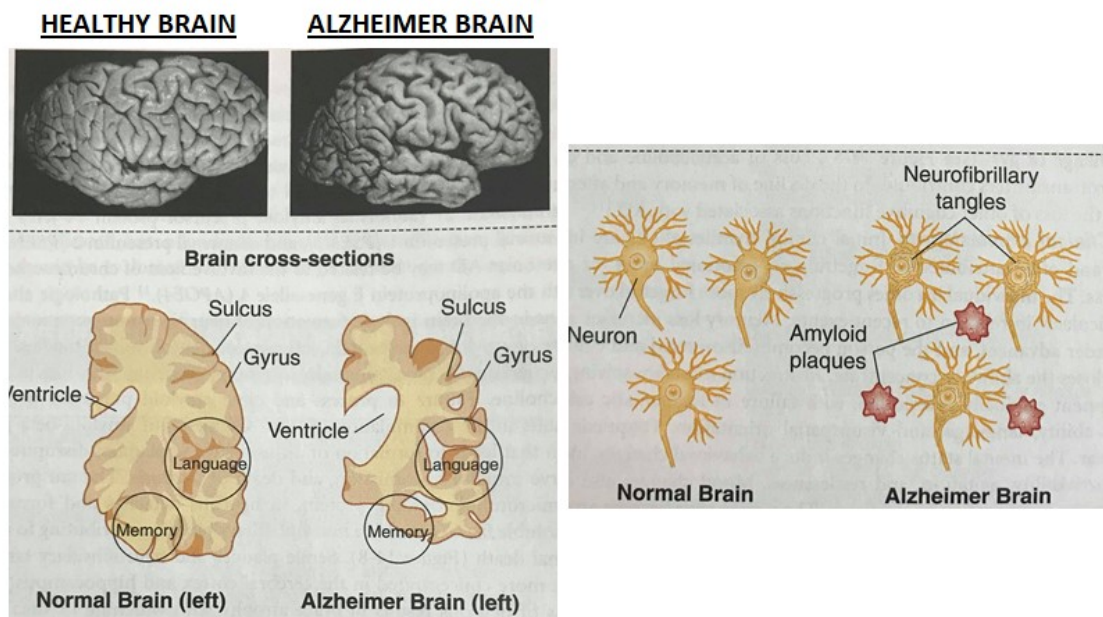 HEALTHY BRAIN
ALZHEIMER BRAIN
Brain cross-sections
Sulcus
Gyrus
Ventricle
Language
Memory
Normal Brain (left)
Sulcus
Gyrus
Ventricle
Language
Memory
Alzheimer Brain (left)
Neuron
Normal Brain
Neurofibrillary
tangles
Amyloid
plaques
Alzheimer Brain